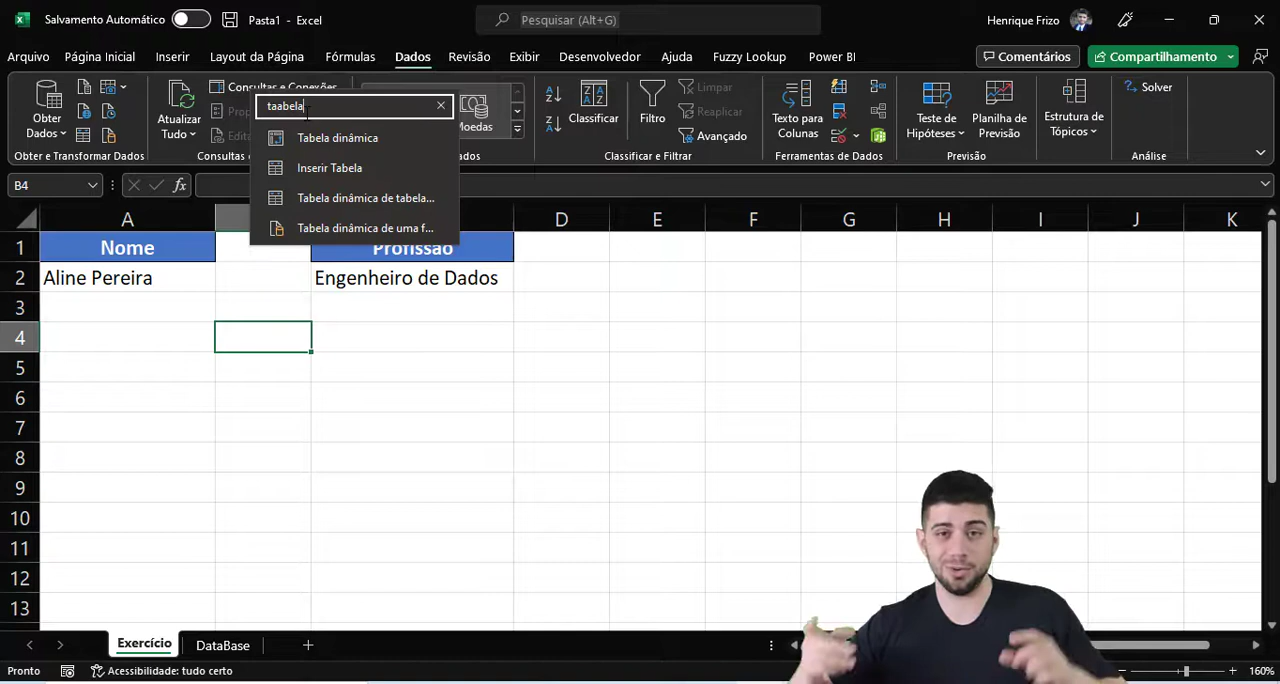 Salvamento Automático
Pasta1 - Excel
Pesquisar (Alt+G)
Henrique Frizo
Arquivo
Página Inicial
Inserir
Layout da Página
Fórmulas
Dados
Revisão
Exibir
Desenvolvedor
Ajuda
Fuzzy Lookup
Power BI
Comentários
Compartilhamento
Obter
Dados
Obter e Transformar Dados
Atualizar
Tudo
Consultas e Conexões
Consultas
taabela
Tabela dinâmica
Inserir Tabela
Tabela dinâmica de tabela...
Tabela dinâmica de uma f...
Moedas
Classificar
Filtro
Limpar
Reaplicar
Avançado
Classificar e Filtrar
Texto para
Colunas
Ferramentas de Dados
Teste de
Hipóteses
Planilha de
Previsão
Previsão
Estrutura de
Tópicos
Solver
Análise
B4
fx
A D E F G H I J K
1 Nome Profissão
2 Aline Pereira Engenheiro de Dados
3
4
5
6
7
8
9
10
11
12
13
Exercício
DataBase
Pronto
Acessibilidade: tudo certo
160%